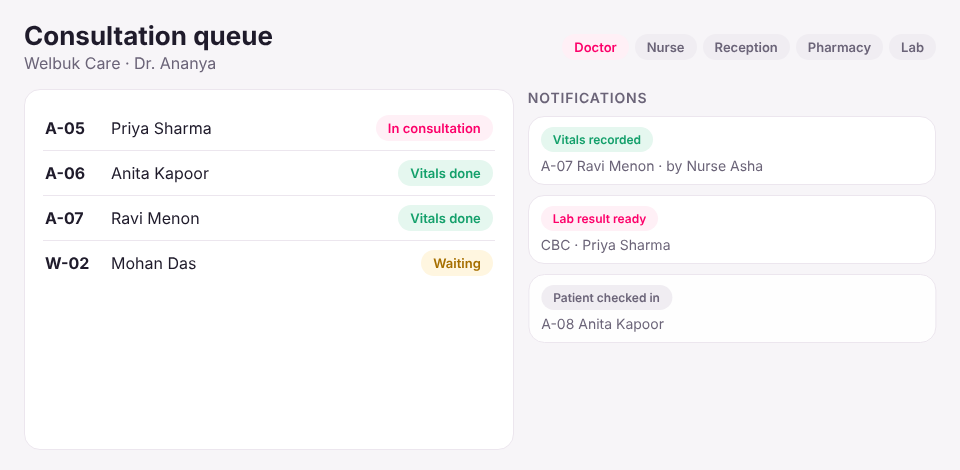 Consultation queue
Welbuk Care · Dr. Ananya
Doctor Nurse Reception Pharmacy Lab
A-05 Priya Sharma In consultation
A-06 Anita Kapoor Vitals done
A-07 Ravi Menon Vitals done
W-02 Mohan Das Waiting
NOTIFICATIONS
Vitals recorded
A-07 Ravi Menon · by Nurse Asha
Lab result ready
CBC · Priya Sharma
Patient checked in
A-08 Anita Kapoor